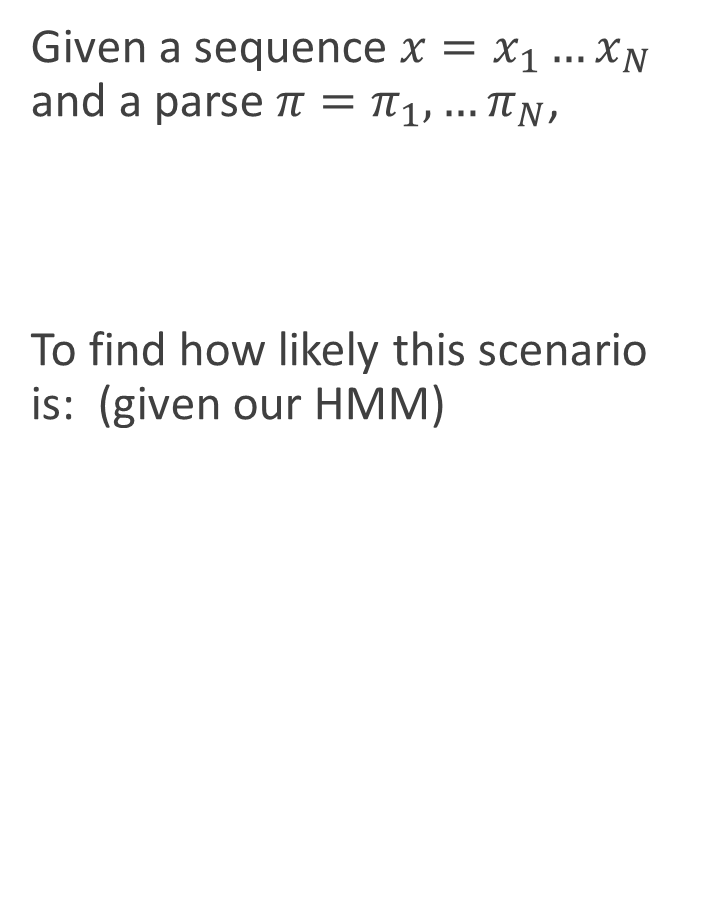 Given a sequence 𝑥 = 𝑥₁ … 𝑥_N
and a parse 𝜋 = 𝜋₁, … 𝜋_N,
To find how likely this scenario
is: (given our HMM)